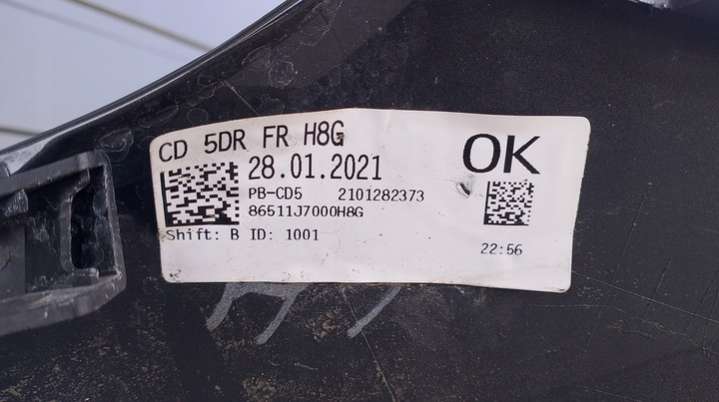 CD 5DR FR H8G
28.01.2021
OK
PB-CD5 2101282373
86511J7000H8G
Shift: B ID: 1001
22:56